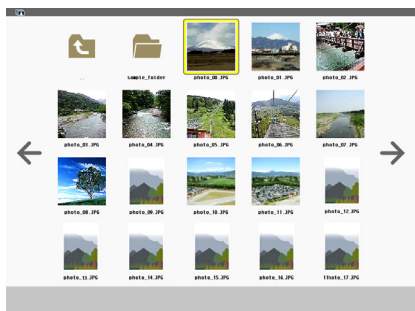 ..
sample_folder
photo_00.JPG
photo_01.JPG
photo_02.JPG
photo_03.JPG
photo_04.JPG
photo_05.JPG
photo_06.JPG
photo_07.JPG
photo_08.JPG
photo_09.JPG
photo_10.JPG
photo_11.JPG
photo_12.JPG
photo_13.JPG
photo_14.JPG
photo_15.JPG
photo_16.JPG
11hoto_17.JPG